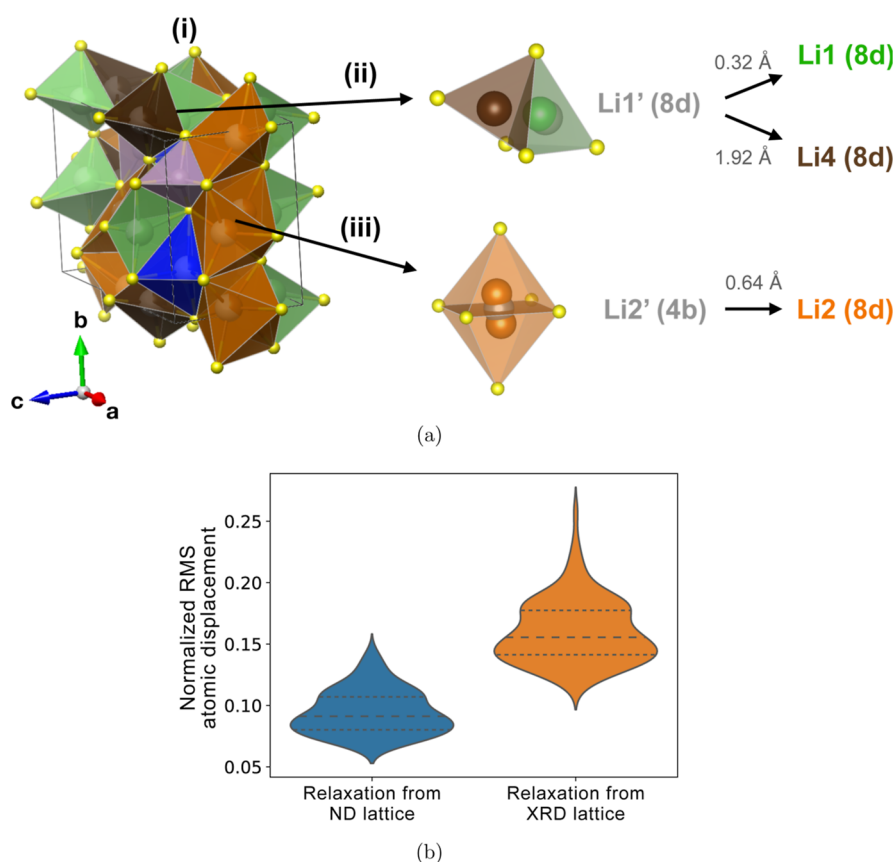 (i)
(ii)
0.32 Å
Li1 (8d)
Li1’ (8d)
1.92 Å
Li4 (8d)
(iii)
0.64 Å
Li2’ (4b)
Li2 (8d)
b
c
a
(a)
Normalized RMS
atomic displacement
0.25
0.20
0.15
0.10
0.05
Relaxation from
ND lattice
Relaxation from
XRD lattice
(b)